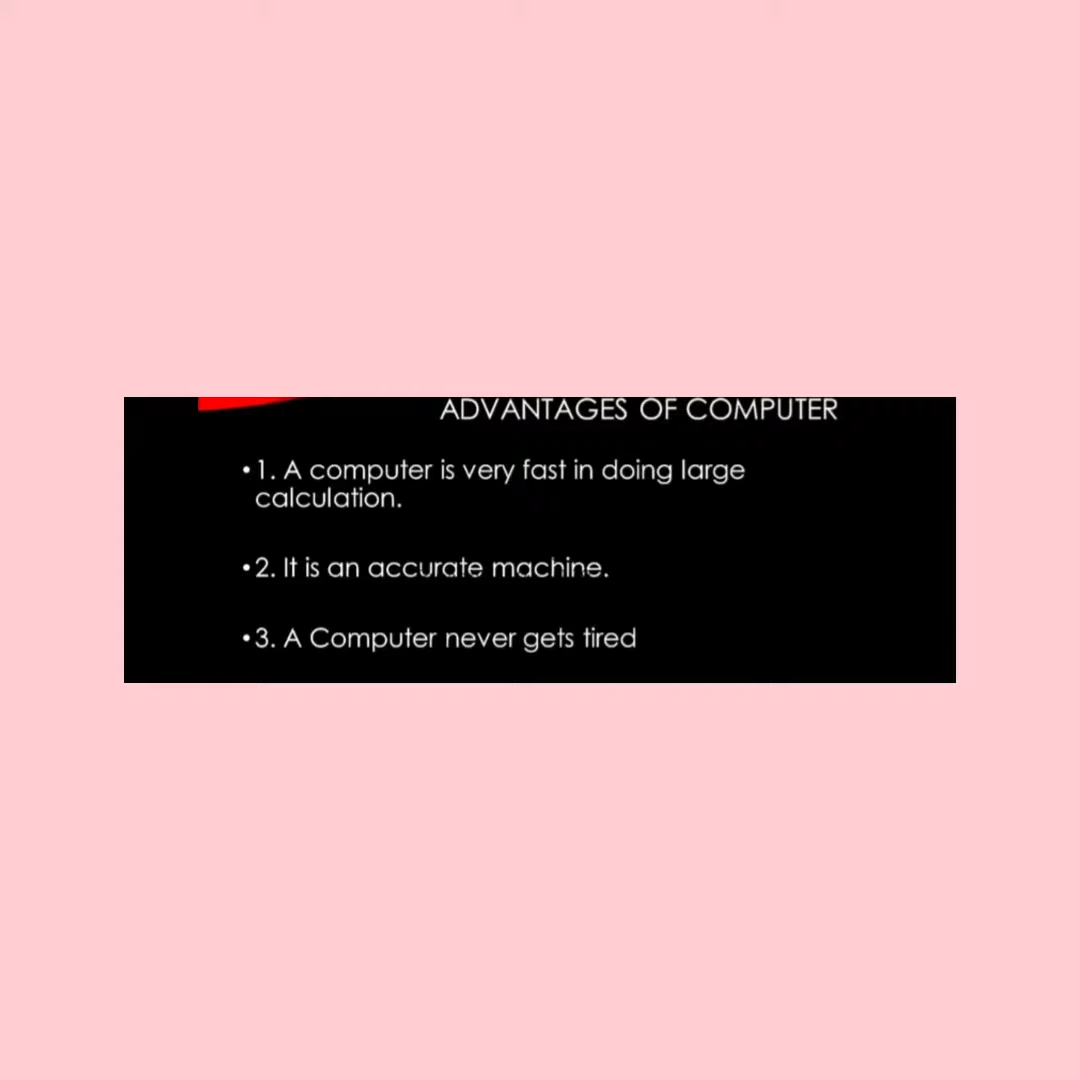 ADVANTAGES OF COMPUTER
•1. A computer is very fast in doing large
calculation.
•2. It is an accurate machine.
•3. A Computer never gets tired